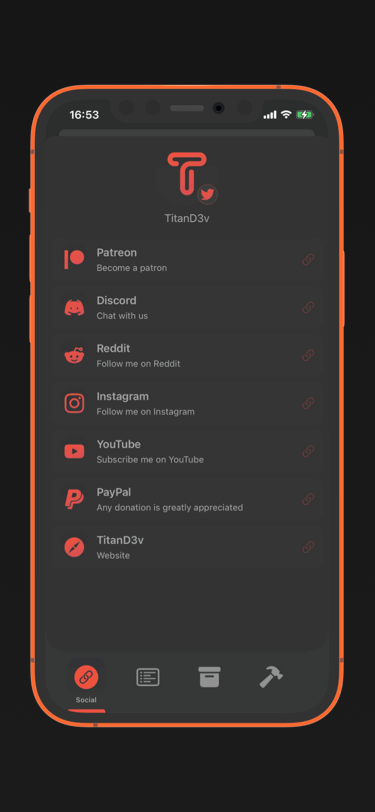 16:53
TitanD3v
Patreon
Become a patron
Discord
Chat with us
Reddit
Follow me on Reddit
Instagram
Follow me on Instagram
YouTube
Subscribe me on YouTube
PayPal
Any donation is greatly appreciated
TitanD3v
Website
Social